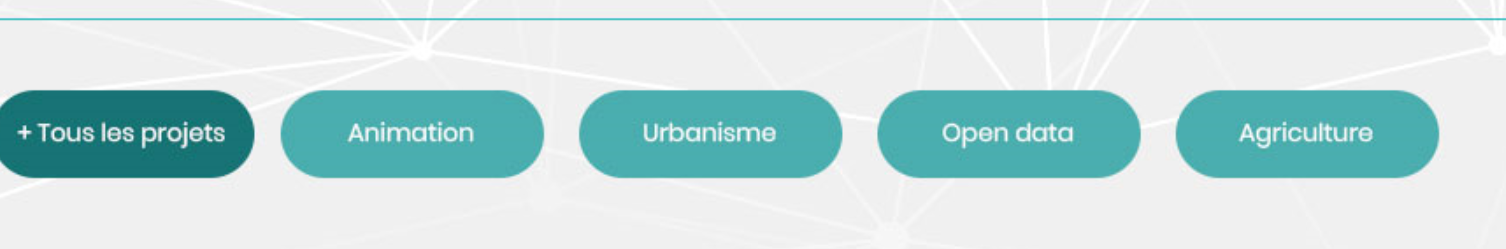 + Tous les projets
Animation
Urbanisme
Open data
Agriculture